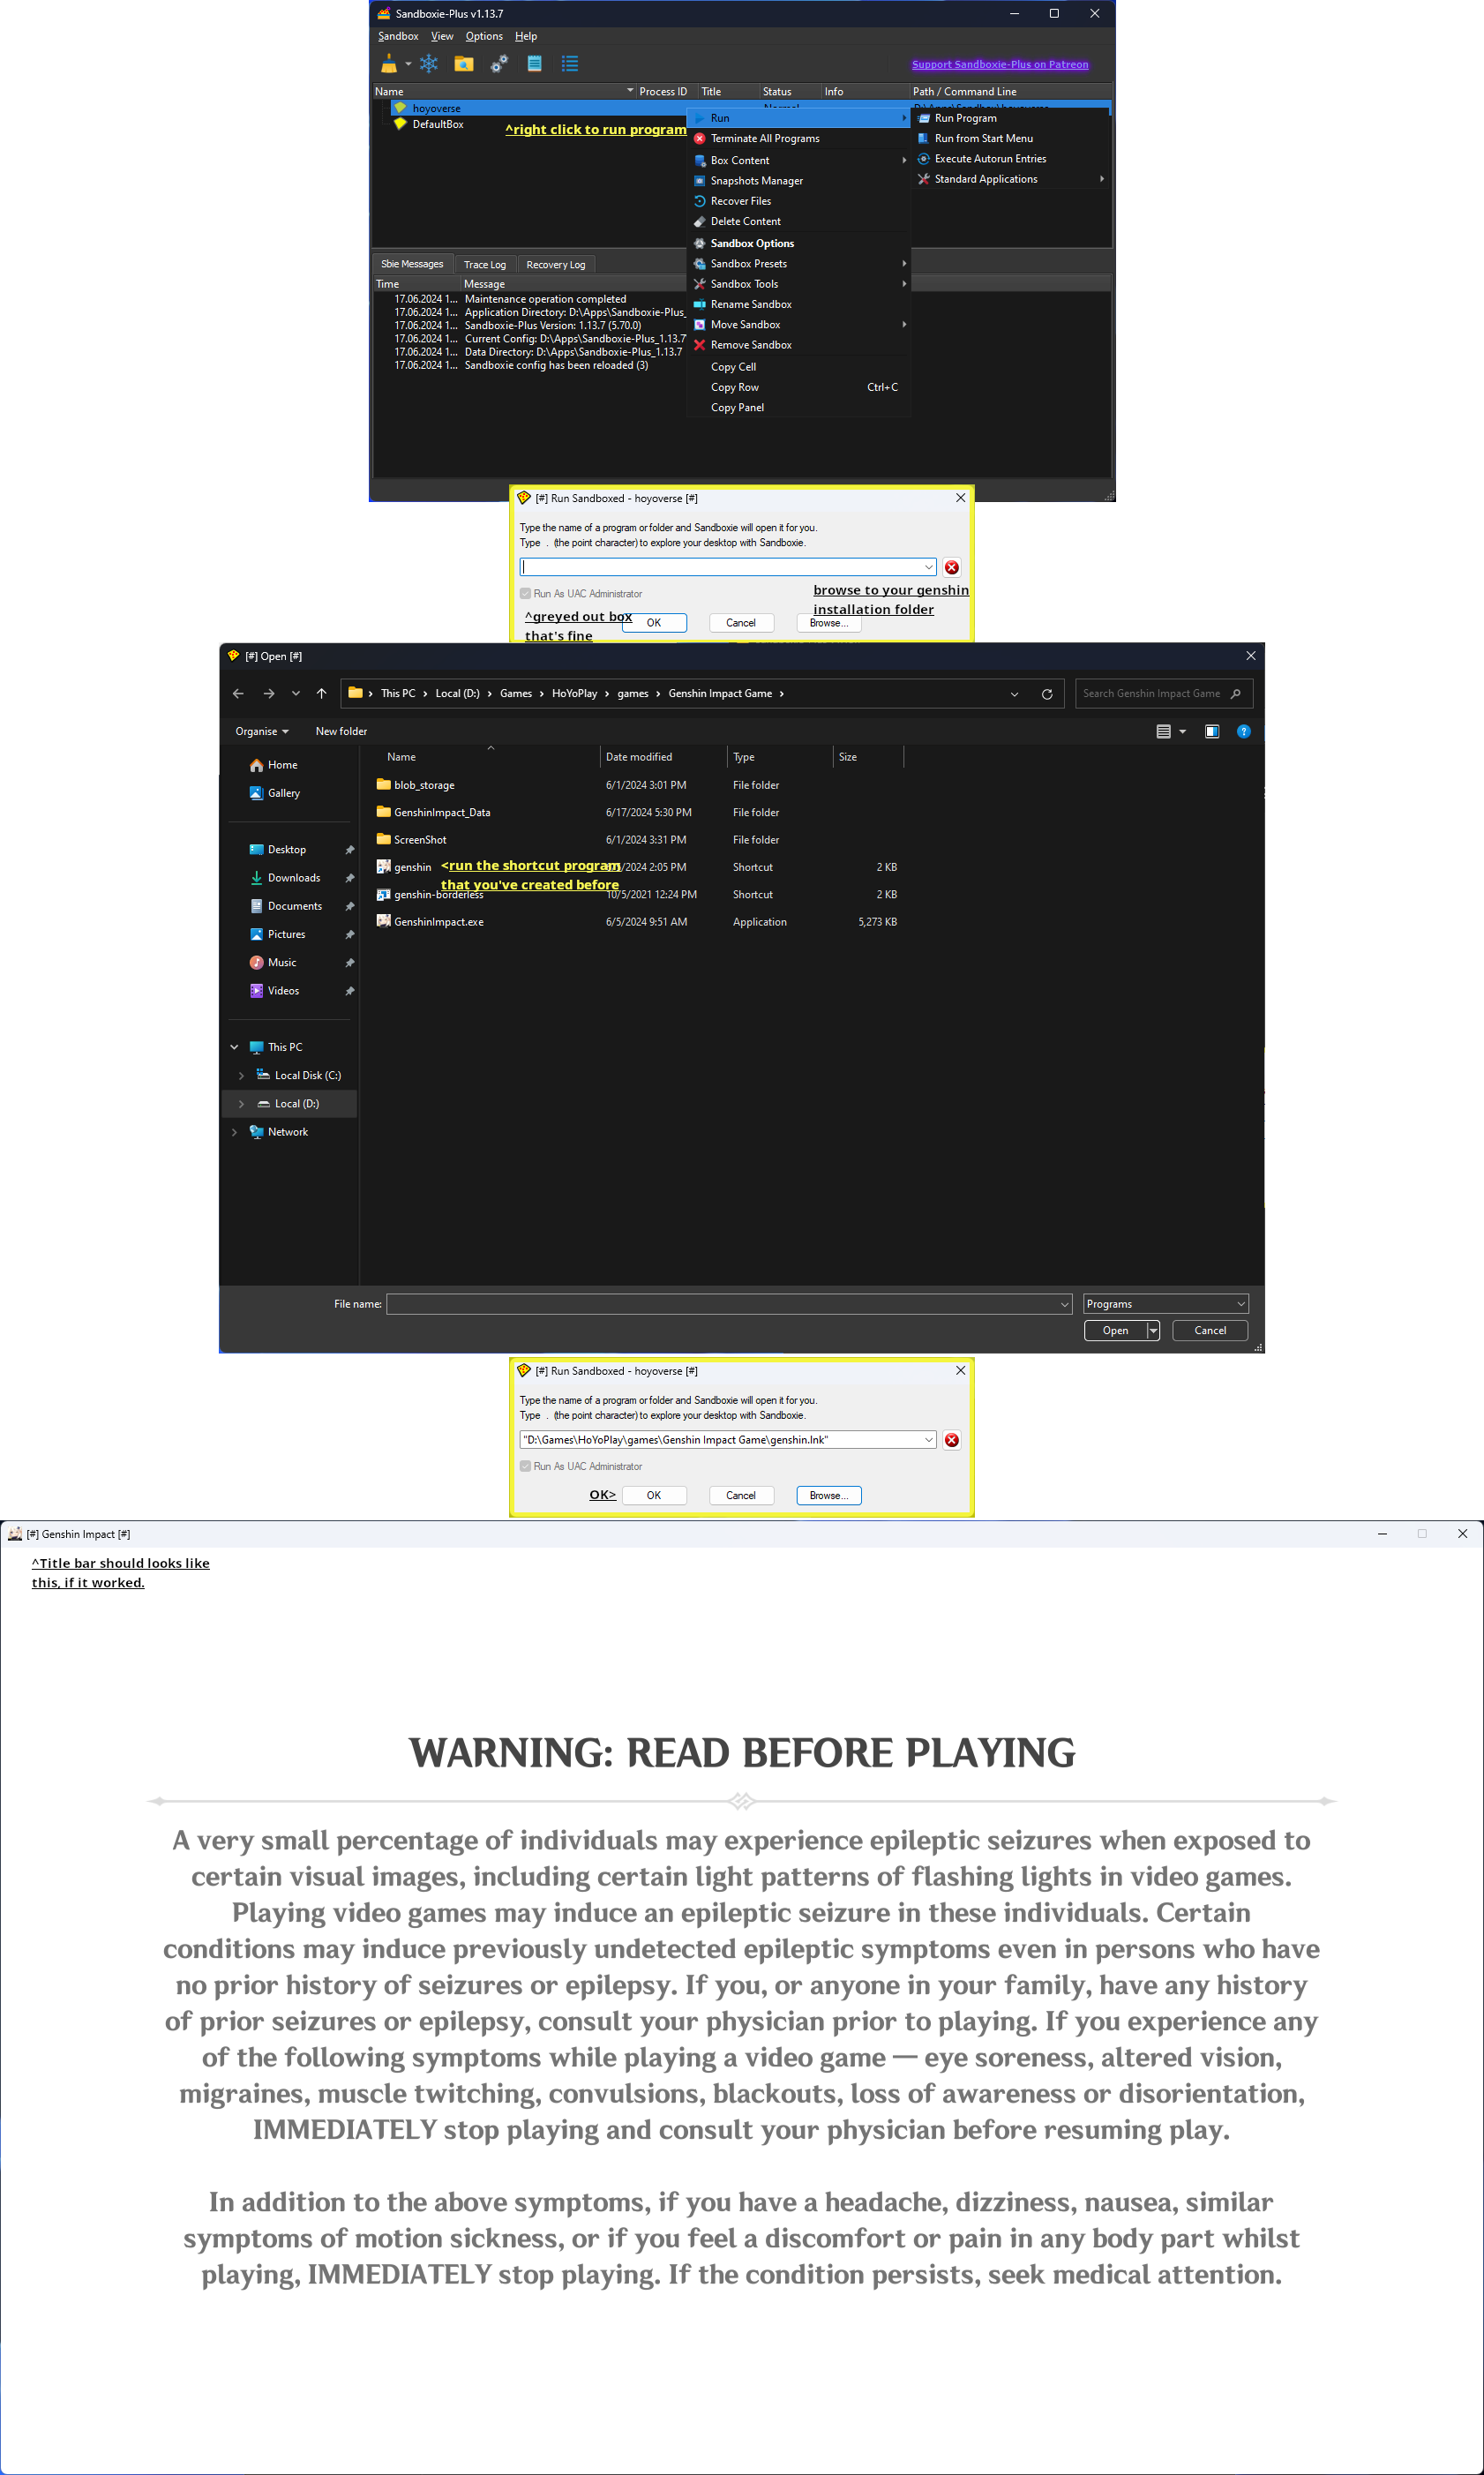 Sandboxie-Plus v1.13.7
Sandbox View Options Help
Support Sandboxie-Plus on Patreon
Name Process ID Title Status Info Path / Command Line
hoyoverse
DefaultBox
^right click to run program
Run
Terminate All Programs
Box Content
Snapshots Manager
Recover Files
Delete Content
Sandbox Options
Sandbox Presets
Sandbox Tools
Rename Sandbox
Move Sandbox
Remove Sandbox
Copy Cell
Copy Row Ctrl+C
Copy Panel
Run Program
Run from Start Menu
Execute Autorun Entries
Standard Applications
Sbie Messages Trace Log Recovery Log
Time Message
17.06.2024 1... Maintenance operation completed
17.06.2024 1... Application Directory: D:\Apps\Sandboxie-Plus_
17.06.2024 1... Sandboxie-Plus Version: 1.13.7 (5.70.0)
17.06.2024 1... Current Config: D:\Apps\Sandboxie-Plus_1.13.7
17.06.2024 1... Data Directory: D:\Apps\Sandboxie-Plus_1.13.7
17.06.2024 1... Sandboxie config has been reloaded (3)
[#] Run Sandboxed - hoyoverse [#]
Type the name of a program or folder and Sandboxie will open it for you.
Type . (the point character) to explore your desktop with Sandboxie.
Run As UAC Administrator
browse to your genshin
installation folder
^greyed out box
that's fine
OK Cancel Browse...
[#] Open [#]
This PC > Local (D:) > Games > HoYoPlay > games > Genshin Impact Game >
Search Genshin Impact Game
Organise New folder
Name Date modified Type Size
blob_storage 6/1/2024 3:01 PM File folder
GenshinImpact_Data 6/17/2024 5:30 PM File folder
ScreenShot 6/1/2024 3:31 PM File folder
genshin /2024 2:05 PM Shortcut 2 KB
<run the shortcut program
that you've created before
genshin-borderless 10/5/2021 12:24 PM Shortcut 2 KB
GenshinImpact.exe 6/5/2024 9:51 AM Application 5,273 KB
Home
Gallery
Desktop
Downloads
Documents
Pictures
Music
Videos
This PC
Local Disk (C:)
Local (D:)
Network
File name:
Programs
Open Cancel
[#] Run Sandboxed - hoyoverse [#]
Type the name of a program or folder and Sandboxie will open it for you.
Type . (the point character) to explore your desktop with Sandboxie.
"D:\Games\HoYoPlay\games\Genshin Impact Game\genshin.lnk"
Run As UAC Administrator
OK> OK Cancel Browse...
[#] Genshin Impact [#]
^Title bar should looks like
this, if it worked.
WARNING: READ BEFORE PLAYING
A very small percentage of individuals may experience epileptic seizures when exposed to
certain visual images, including certain light patterns of flashing lights in video games.
Playing video games may induce an epileptic seizure in these individuals. Certain
conditions may induce previously undetected epileptic symptoms even in persons who have
no prior history of seizures or epilepsy. If you, or anyone in your family, have any history
of prior seizures or epilepsy, consult your physician prior to playing. If you experience any
of the following symptoms while playing a video game — eye soreness, altered vision,
migraines, muscle twitching, convulsions, blackouts, loss of awareness or disorientation,
IMMEDIATELY stop playing and consult your physician before resuming play.
In addition to the above symptoms, if you have a headache, dizziness, nausea, similar
symptoms of motion sickness, or if you feel a discomfort or pain in any body part whilst
playing, IMMEDIATELY stop playing. If the condition persists, seek medical attention.